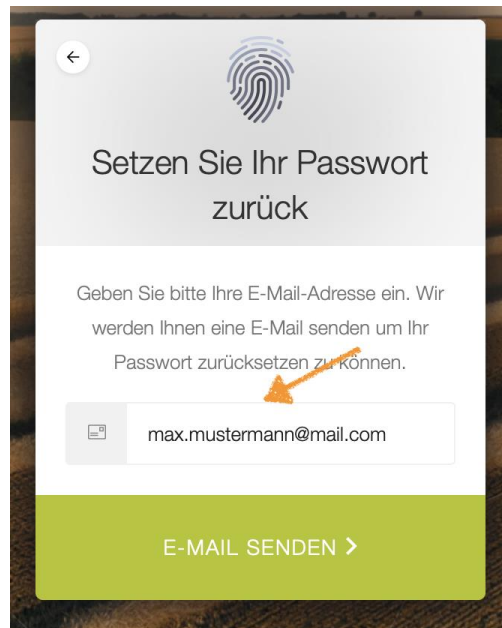 Setzen Sie Ihr Passwort
zurück
Geben Sie bitte Ihre E-Mail-Adresse ein. Wir
werden Ihnen eine E-Mail senden um Ihr
Passwort zurücksetzen zu können.
max.mustermann@mail.com
E-MAIL SENDEN